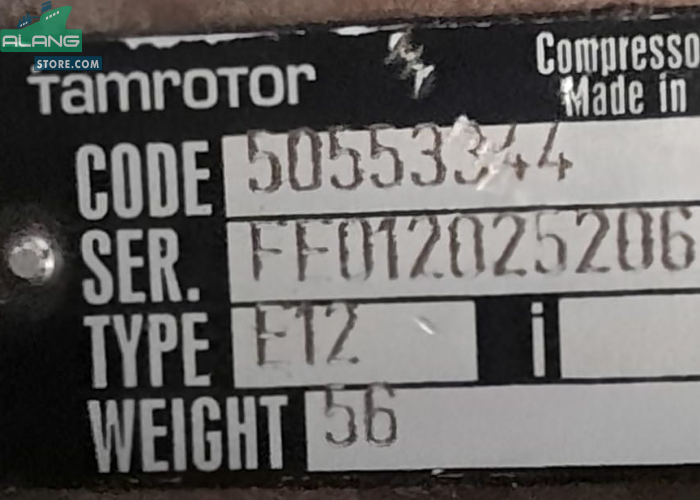 ALANG
STORE.COM
Tamrotor
Compresso
Made in
CODE 50553344
SER. FF012025206
TYPE E12 i
WEIGHT 56